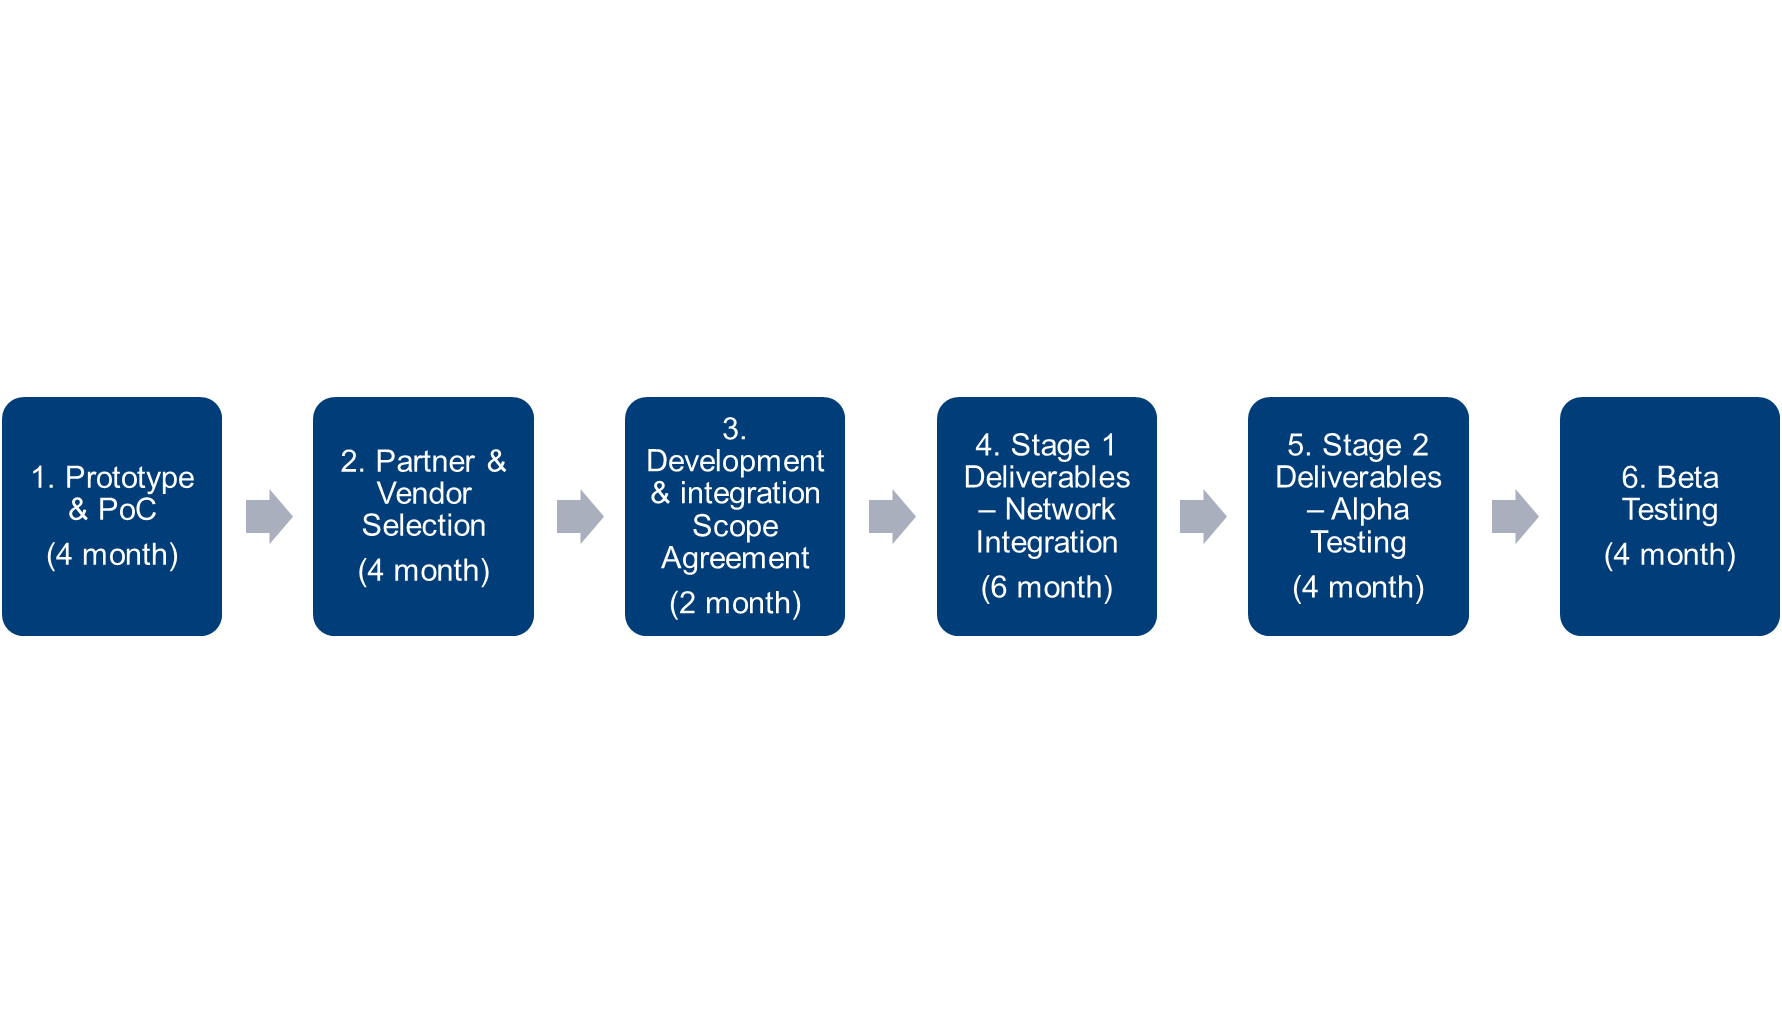 1. Prototype
& PoC
(4 month)
2. Partner &
Vendor
Selection
(4 month)
3.
Development
& integration
Scope
Agreement
(2 month)
4. Stage 1
Deliverables
– Network
Integration
(6 month)
5. Stage 2
Deliverables
– Alpha
Testing
(4 month)
6. Beta
Testing
(4 month)